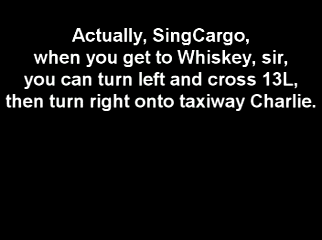 Actually, SingCargo,
when you get to Whiskey, sir,
you can turn left and cross 13L,
then turn right onto taxiway Charlie.